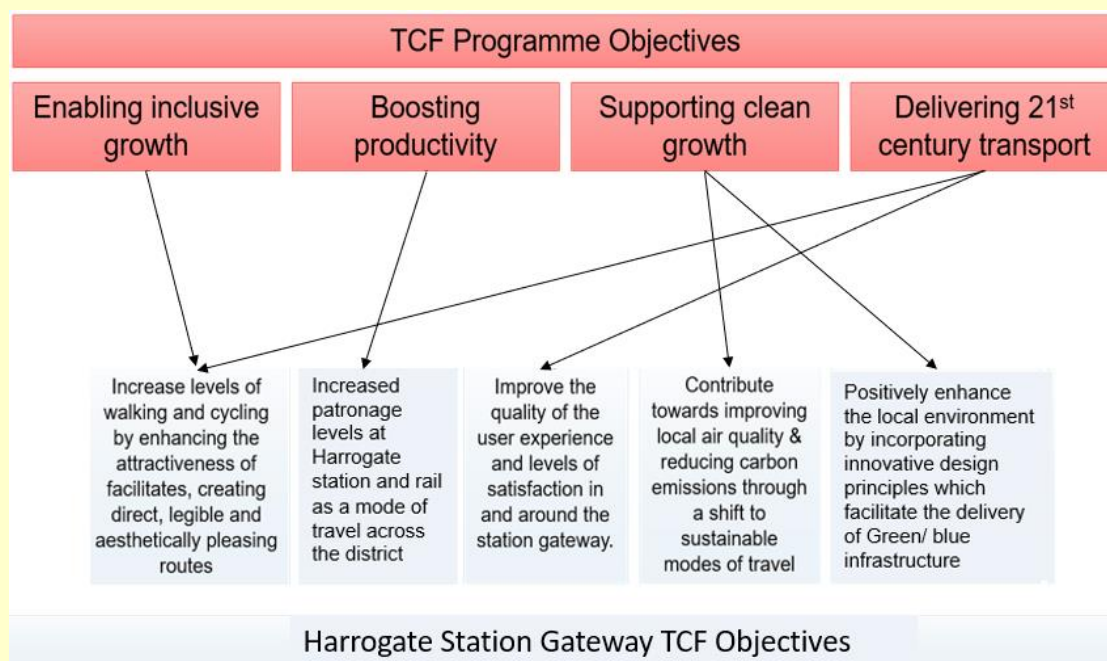 TCF Programme Objectives
Enabling inclusive
growth
Boosting
productivity
Supporting clean
growth
Delivering 21st
century transport
Increase levels of
walking and cycling
by enhancing the
attractiveness of
facilitates, creating
direct, legible and
aesthetically pleasing
routes
Increased
patronage
levels at
Harrogate
station and rail
as a mode of
travel across
the district
Improve the
quality of the
user experience
and levels of
satisfaction in
and around the
station gateway.
Contribute
towards improving
local air quality &
reducing carbon
emissions through
a shift to
sustainable
modes of travel
Positively enhance
the local environment
by incorporating
innovative design
principles which
facilitate the delivery
of Green/ blue
infrastructure
Harrogate Station Gateway TCF Objectives